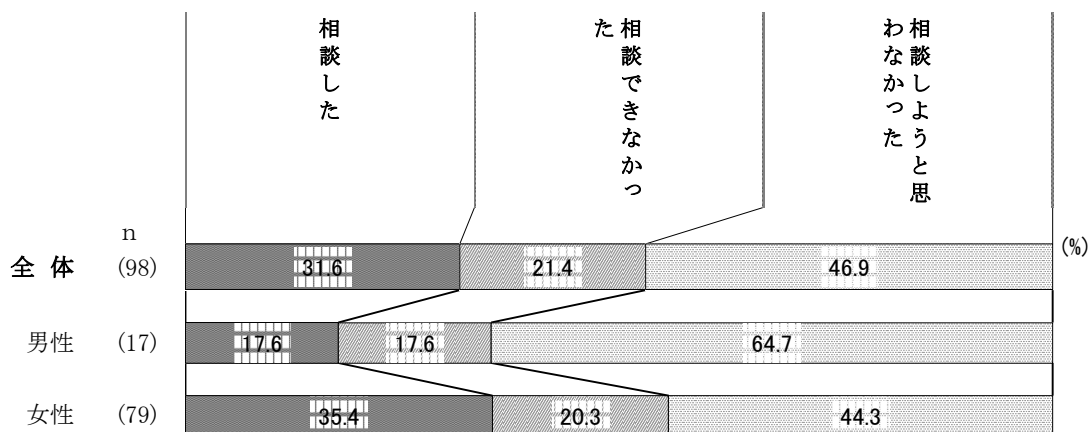 相談した
相談できなかっ
た
相談しようと思
わなかった
n
(%)
全 体 (98) 31.6 21.4 46.9
男性 (17) 17.6 17.6 64.7
女性 (79) 35.4 20.3 44.3